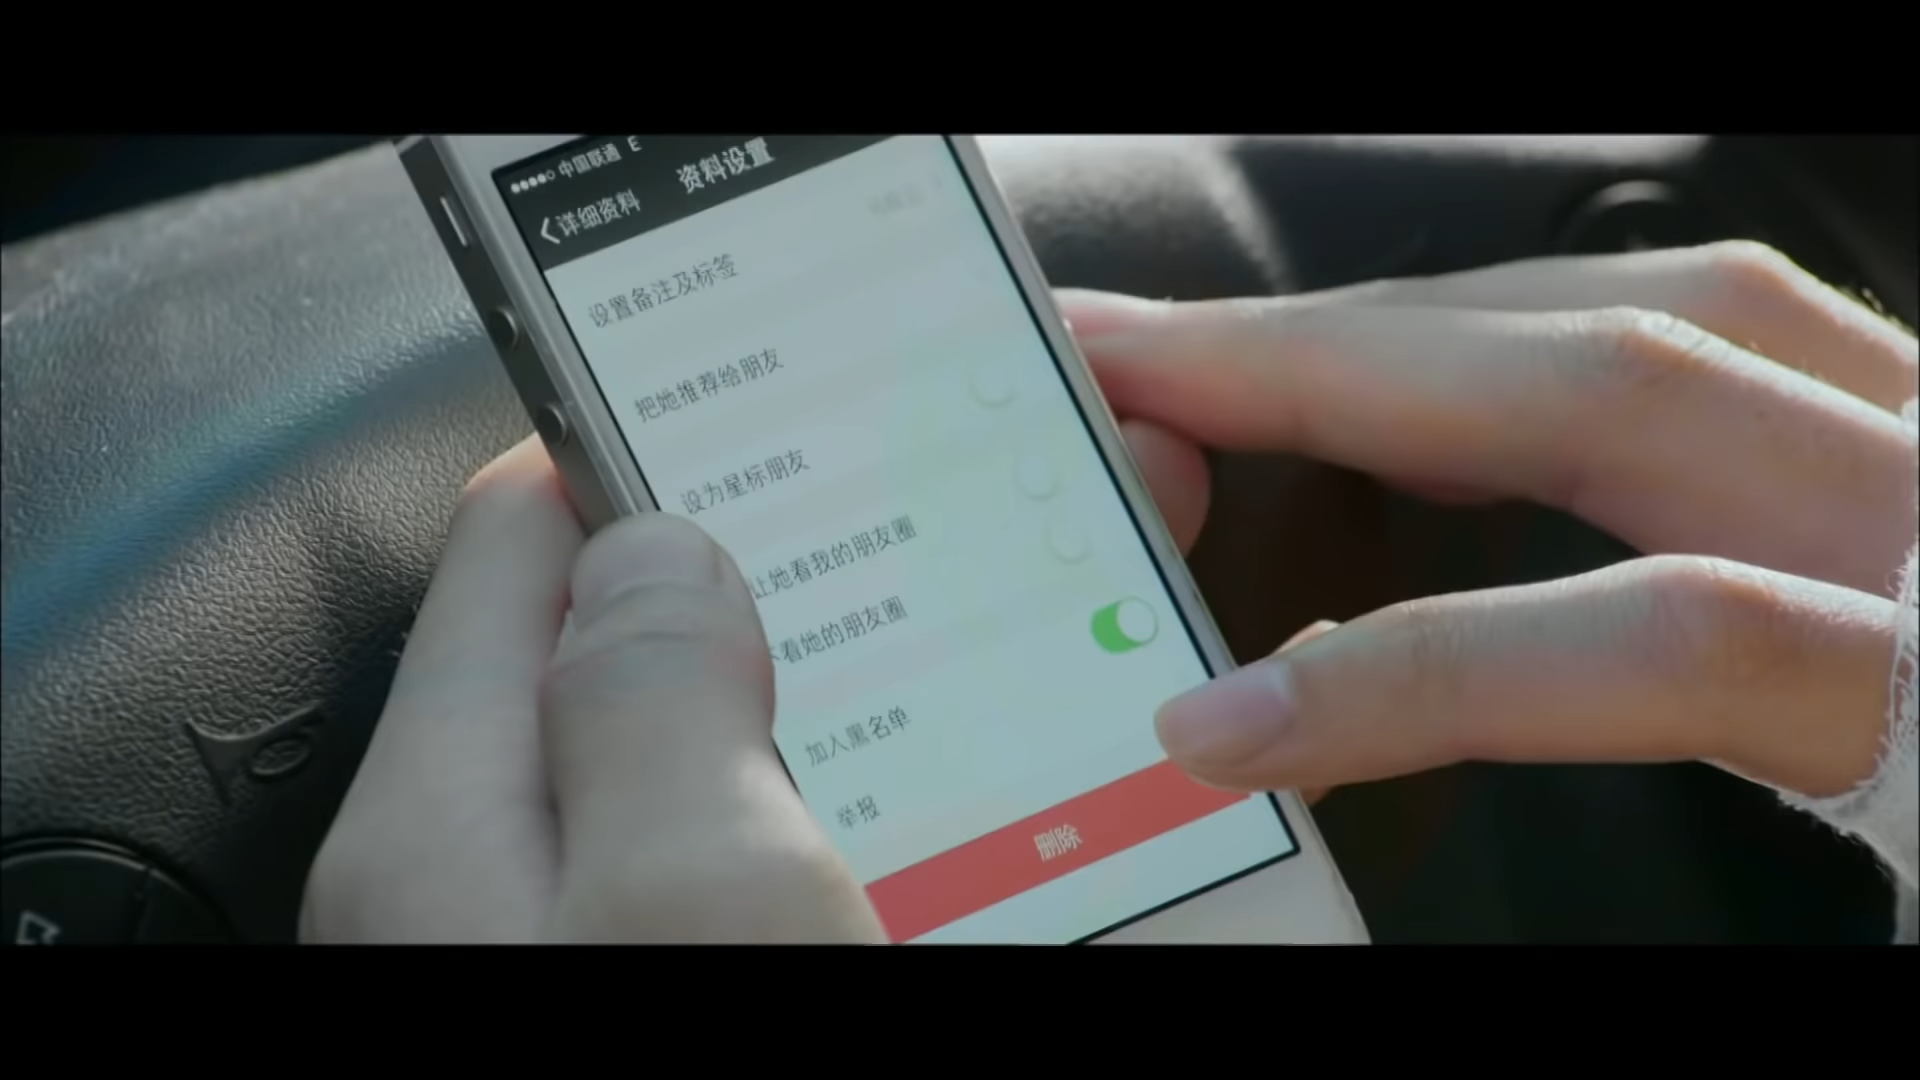 中国联通 E
详细资料 资料设置
设置备注及标签
把她推荐给朋友
设为星标朋友
让她看我的朋友圈
不看她的朋友圈
加入黑名单
举报
删除